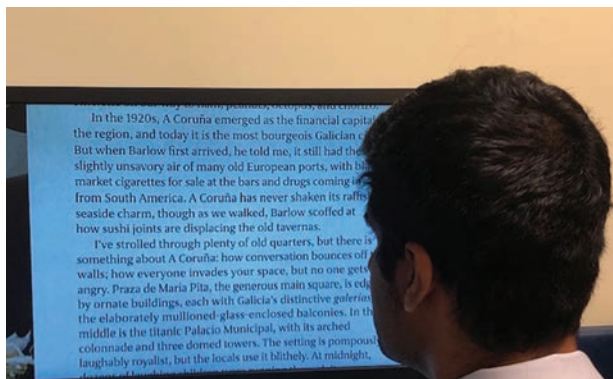 way to ham, peanuts, octopus, and chorizo.
In the 1920s, A Coruña emerged as the financial capital
the region, and today it is the most bourgeois Galician
But when Barlow first arrived, he told me, it still had the
slightly unsavory air of many old European ports, with
market cigarettes for sale at the bars and drugs coming
from South America. A Coruña has never shaken its
seaside charm, though as we walked, Barlow scoffed at
how sushi joints are displacing the old tavernas.
I've strolled through plenty of old quarters, but there is
something about A Coruña: how conversation bounces off
walls; how everyone invades your space, but no one gets
angry. Praza de María Pita, the generous main square, is
by ornate buildings, each with Galicia's distinctive galerías
the elaborately mullioned-glass-enclosed balconies. In
middle is the titanic Palacio Municipal, with its arched
colonnade and three domed towers. The setting is pompously
laughably royalist, but the locals use it blithely. At midnight,